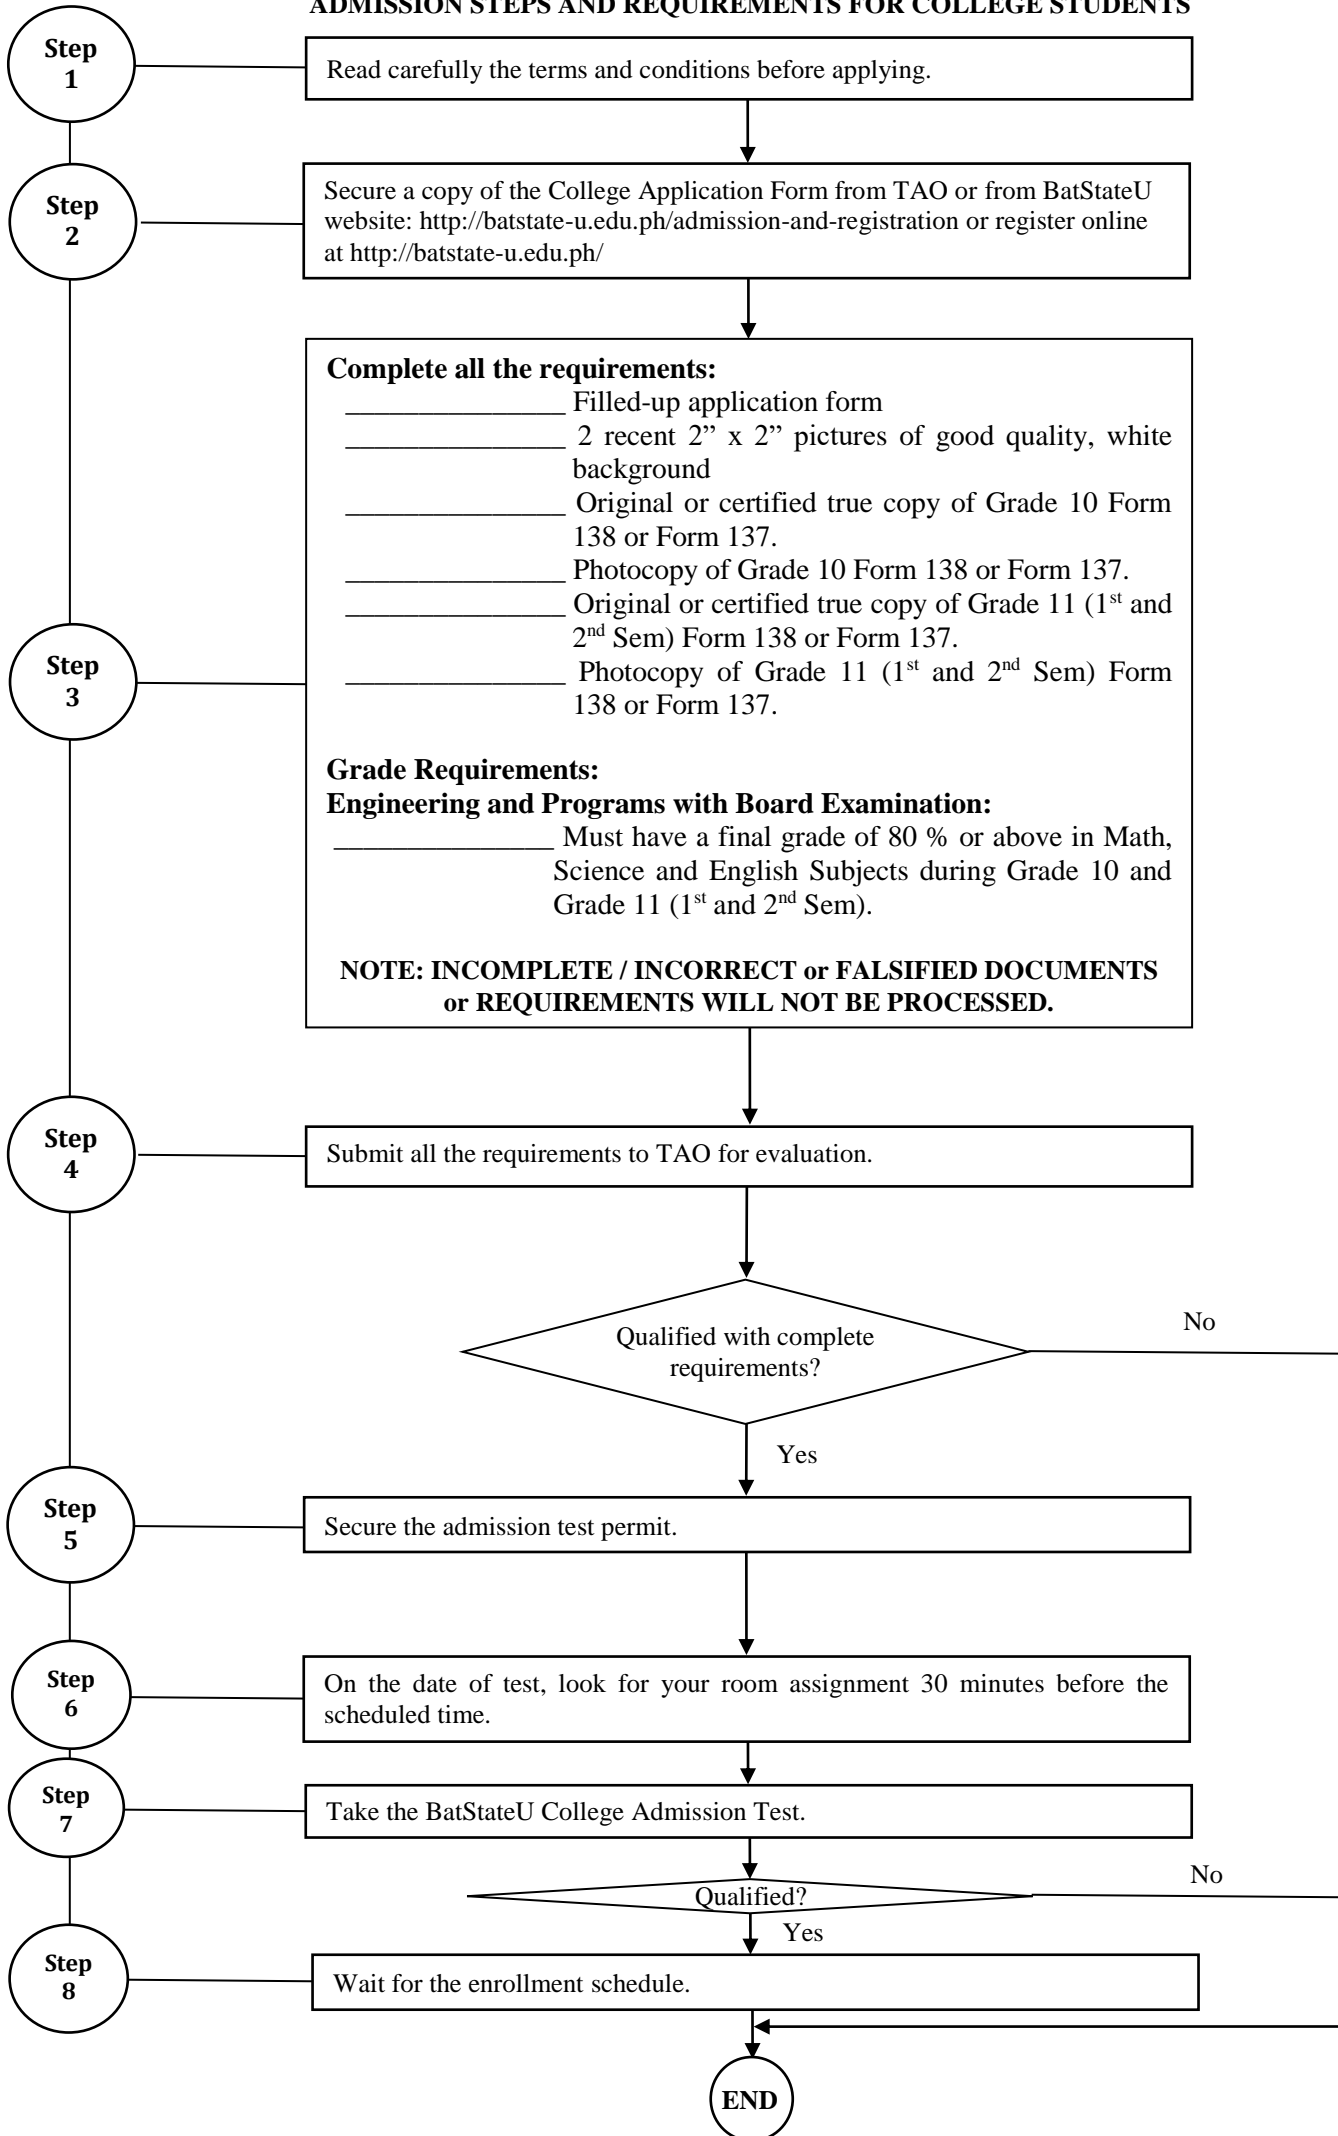 ADMISSION STEPS AND REQUIREMENTS FOR COLLEGE STUDENTS
Step
1
Read carefully the terms and conditions before applying.
Step
2
Secure a copy of the College Application Form from TAO or from BatStateU
website: http://batstate-u.edu.ph/admission-and-registration or register online
at http://batstate-u.edu.ph/
Step
3
Complete all the requirements:
_______________ Filled-up application form
_______________ 2 recent 2” x 2” pictures of good quality, white
background
_______________ Original or certified true copy of Grade 10 Form
138 or Form 137.
_______________ Photocopy of Grade 10 Form 138 or Form 137.
_______________ Original or certified true copy of Grade 11 (1st and
2nd Sem) Form 138 or Form 137.
_______________ Photocopy of Grade 11 (1st and 2nd Sem) Form
138 or Form 137.
Grade Requirements:
Engineering and Programs with Board Examination:
_______________ Must have a final grade of 80 % or above in Math,
Science and English Subjects during Grade 10 and
Grade 11 (1st and 2nd Sem).
NOTE: INCOMPLETE / INCORRECT or FALSIFIED DOCUMENTS
or REQUIREMENTS WILL NOT BE PROCESSED.
Step
4
Submit all the requirements to TAO for evaluation.
Qualified with complete
requirements?
No
Yes
Step
5
Secure the admission test permit.
Step
6
On the date of test, look for your room assignment 30 minutes before the
scheduled time.
Step
7
Take the BatStateU College Admission Test.
Qualified?
No
Yes
Step
8
Wait for the enrollment schedule.
END